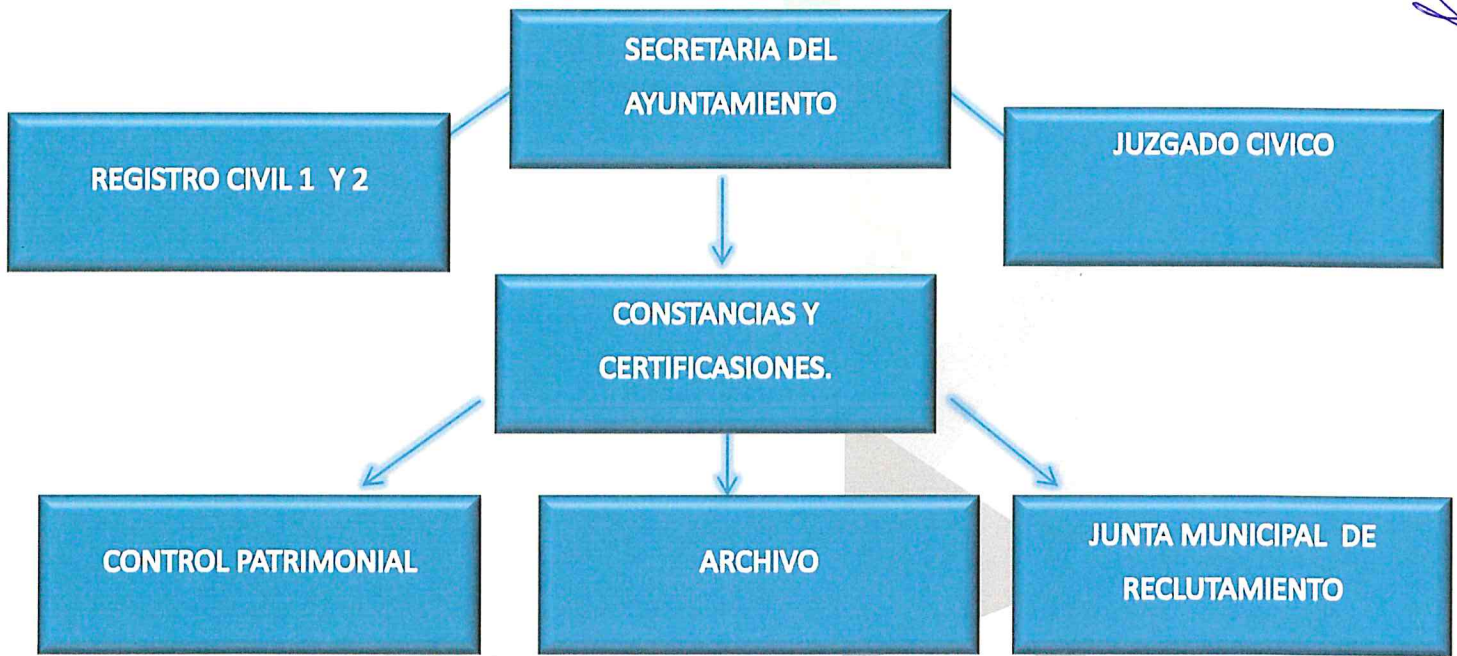 SECRETARIA DEL
AYUNTAMIENTO
REGISTRO CIVIL 1 Y 2
JUZGADO CIVICO
CONSTANCIAS Y
CERTIFICASIONES.
CONTROL PATRIMONIAL
ARCHIVO
JUNTA MUNICIPAL DE
RECLUTAMIENTO